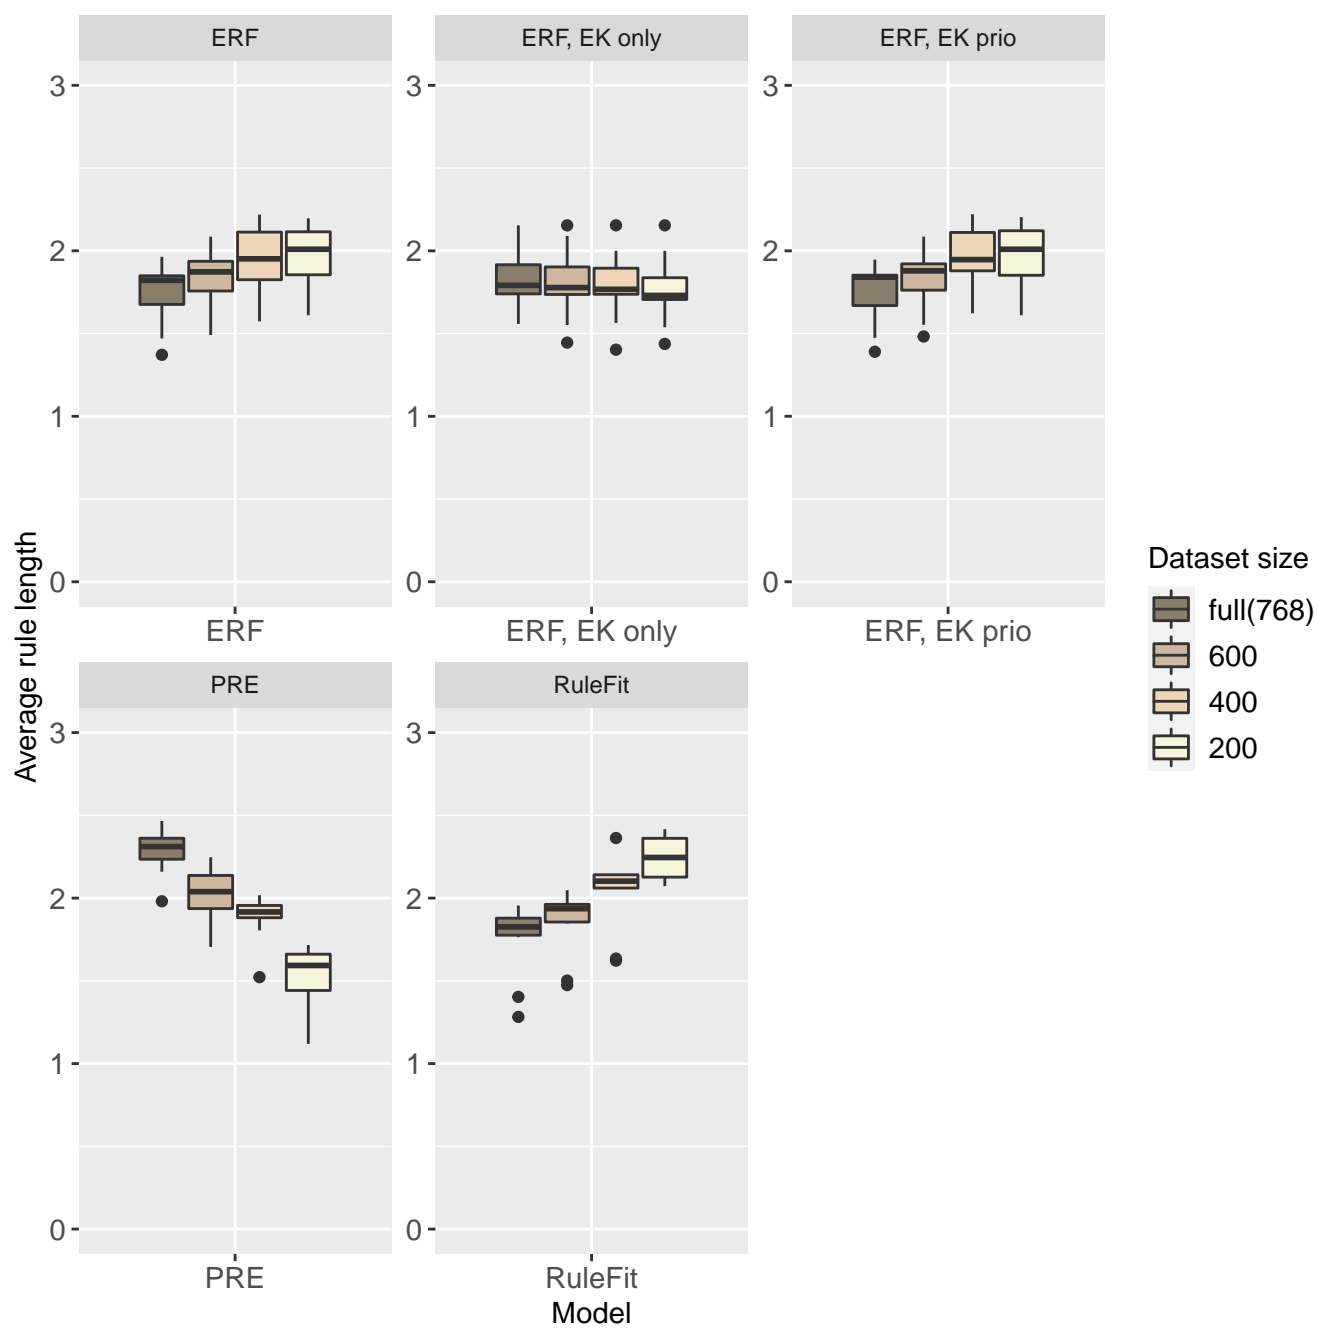 ERF
ERF, EK only
ERF, EK prio
3
2
1
0
3
2
1
0
3
2
1
0
ERF
ERF, EK only
ERF, EK prio
Average rule length
PRE
RuleFit
3
2
1
0
3
2
1
0
PRE
RuleFit
Model
Dataset size
full(768)
600
400
200